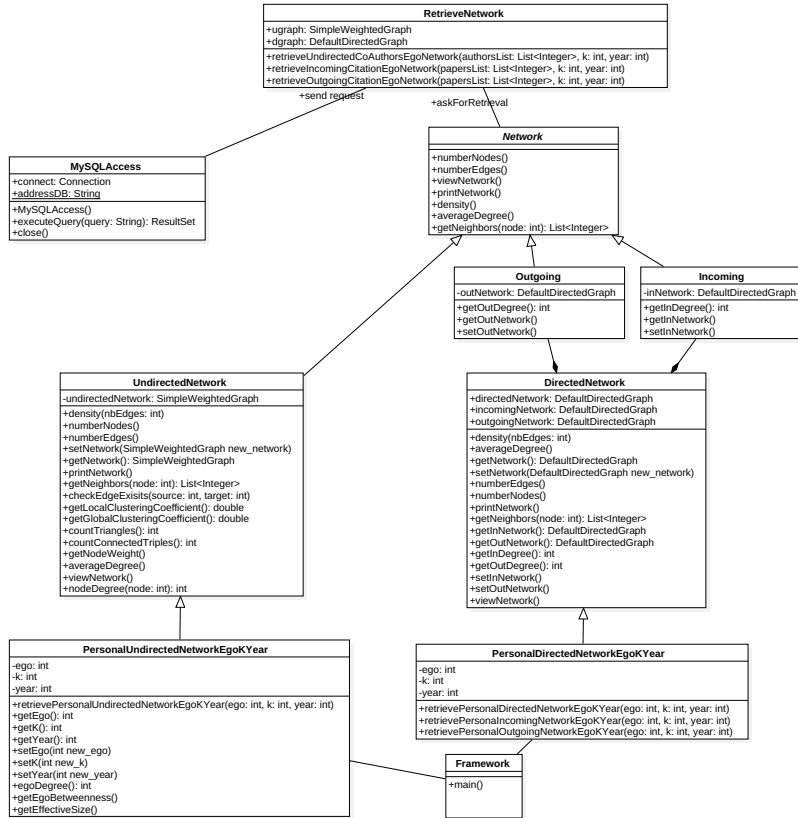 RetrieveNetwork
+ugraph: SimpleWeightedGraph
+dgraph: DefaultDirectedGraph
+retrieveUndirectedCoAuthorsEgoNetwork(authorsList: List<Integer>, k: int, year: int)
+retrieveIncomingCitationEgoNetwork(papersList: List<Integer>, k: int, year: int)
+retrieveOutgoingCitationEgoNetwork(papersList: List<Integer>, k: int, year: int)
+send request
+askForRetrieval
MySQLAccess
+connect: Connection
+addressDB: String
+MySQLAccess()
+executeQuery(query: String): ResultSet
+close()
Network
+numberNodes()
+numberEdges()
+viewNetwork()
+printNetwork()
+density()
+averageDegree()
+getNeighbors(node: int): List<Integer>
Outgoing
-outNetwork: DefaultDirectedGraph
+getOutDegree(): int
+getOutNetwork()
+setOutNetwork()
Incoming
-inNetwork: DefaultDirectedGraph
+getInDegree(): int
+getInNetwork()
+setInNetwork()
UndirectedNetwork
-undirectedNetwork: SimpleWeightedGraph
+density(nbEdges: int)
+numberNodes()
+numberEdges()
+setNetwork(SimpleWeightedGraph new_network)
+getNetwork(): SimpleWeightedGraph
+printNetwork()
+getNeighbors(node: int): List<Integer>
+checkEdgeExisits(source: int, target: int)
+getLocalClusteringCoefficient(): double
+getGlobalClusteringCoefficient(): double
+countTriangles(): int
+countConnectedTriples(): int
+getNodeWeight()
+averageDegree()
+viewNetwork()
+nodeDegree(node: int): int
DirectedNetwork
+directedNetwork: DefaultDirectedGraph
+incomingNetwork: DefaultDirectedGraph
+outgoingNetwork: DefaultDirectedGraph
+density(nbEdges: int)
+averageDegree()
+getNetwork(): DefaultDirectedGraph
+setNetwork(DefaultDirectedGraph new_network)
+numberEdges()
+numberNodes()
+printNetwork()
+getNeighbors(node: int): List<Integer>
+getInNetwork(): DefaultDirectedGraph
+getOutNetwork(): DefaultDirectedGraph
+getInDegree(): int
+getOutDegree(): int
+setInNetwork()
+setOutNetwork()
+viewNetwork()
PersonalUndirectedNetworkEgoKYear
-ego: int
-k: int
-year: int
+retrievePersonalUndirectedNetworkEgoKYear(ego: int, k: int, year: int)
+getEgo(): int
+getK(): int
+getYear(): int
+setEgo(int new_ego)
+setK(int new_k)
+setYear(int new_year)
+egoDegree(): int
+getEgoBetweenness()
+getEffectiveSize()
PersonalDirectedNetworkEgoKYear
-ego: int
-k: int
-year: int
+retrievePersonalDirectedNetworkEgoKYear(ego: int, k: int, year: int)
+retrievePersonaIncomingNetworkEgoKYear(ego: int, k: int, year: int)
+retrievePersonalOutgoingNetworkEgoKYear(ego: int, k: int, year: int)
Framework
+main()